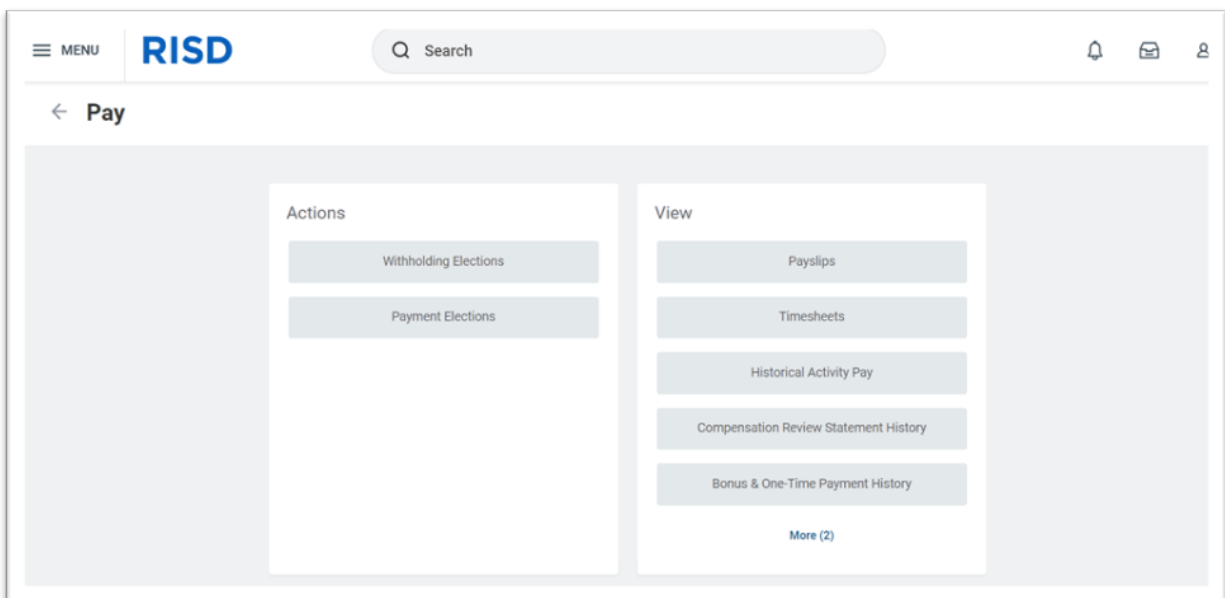 MENU
RISD
Search
Pay
Actions
Withholding Elections
Payment Elections
View
Payslips
Timesheets
Historical Activity Pay
Compensation Review Statement History
Bonus & One-Time Payment History
More (2)